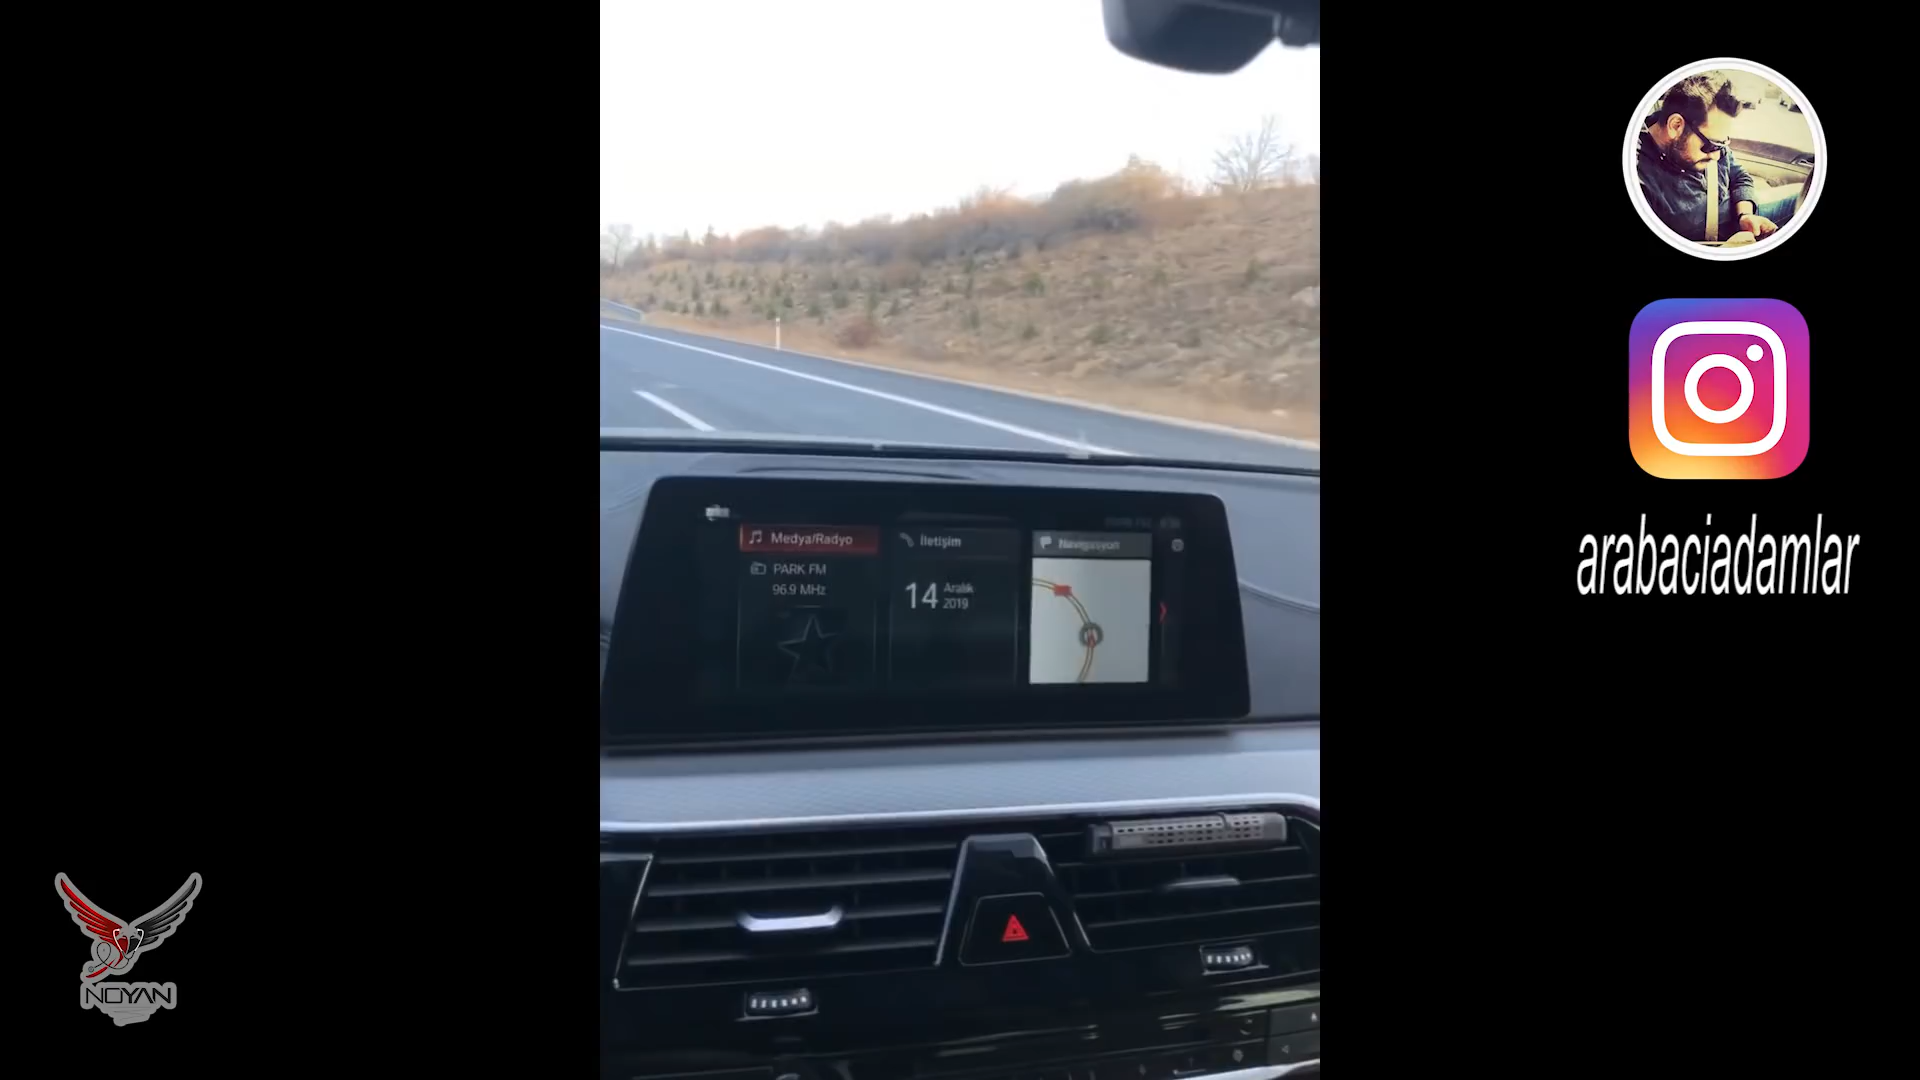 Medya/Radyo
PARK FM
96.9 MHz
İletişim
14 Aralık
2019
Navigasyon
arabaciadamlar
NOYAN